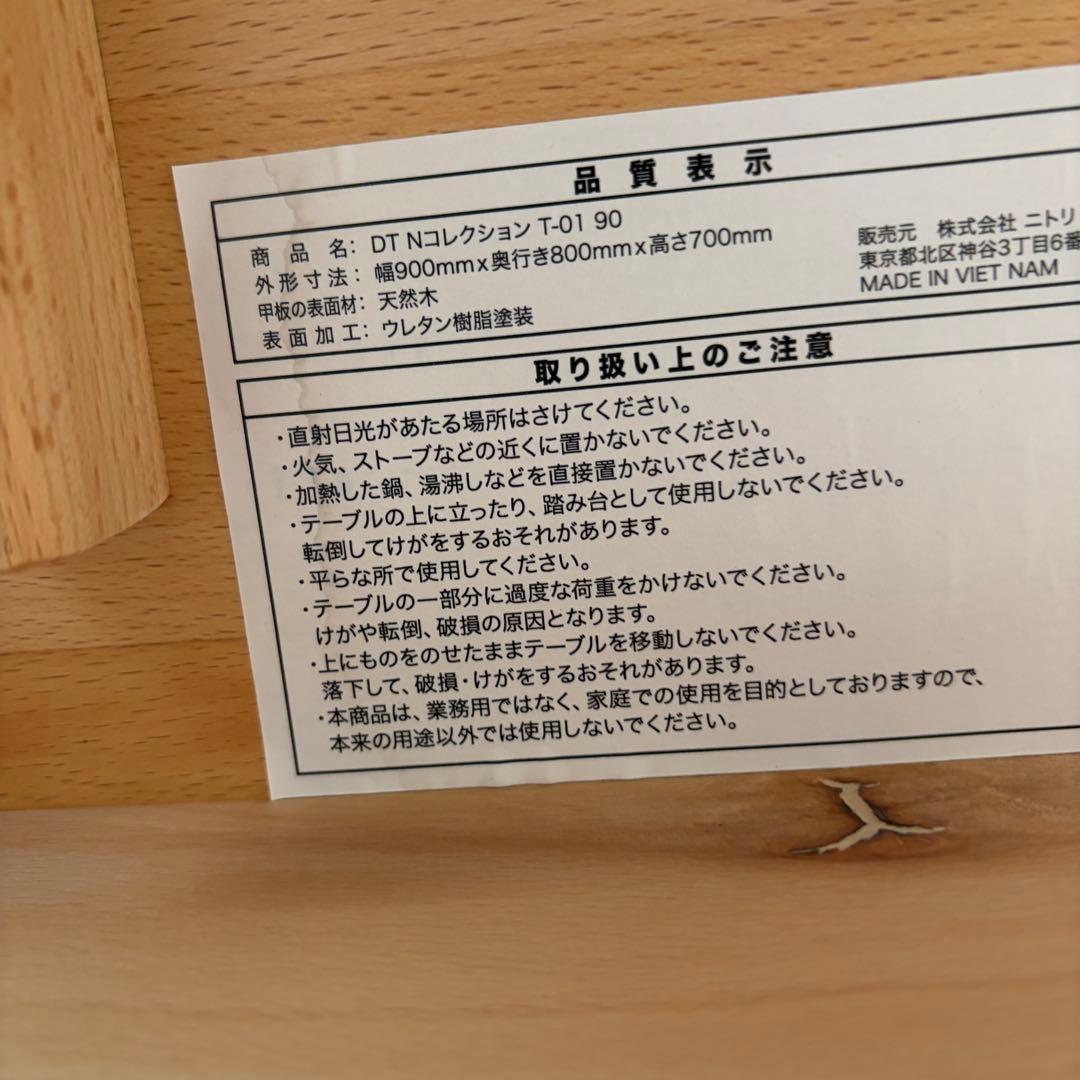 品質表示
商品名: DT Nコレクション T-01 90
外形寸法: 幅900mmx奥行き800mmx高さ700mm
甲板の表面材: 天然木
表面加工: ウレタン樹脂塗装
販売元 株式会社 ニトリ
東京都北区神谷3丁目6番
MADE IN VIET NAM
取り扱い上のご注意
・直射日光があたる場所はさけてください。
・火気、ストーブなどの近くに置かないでください。
・加熱した鍋、湯沸しなどを直接置かないでください。
・テーブルの上に立ったり、踏み台として使用しないでください。
転倒してけがをするおそれがあります。
・平らな所で使用してください。
・テーブルの一部分に過度な荷重をかけないでください。
けがや転倒、破損の原因となります。
・上にものをのせたままテーブルを移動しないでください。
落下して、破損・けがをするおそれがあります。
・本商品は、業務用ではなく、家庭での使用を目的としておりますので、
本来の用途以外では使用しないでください。